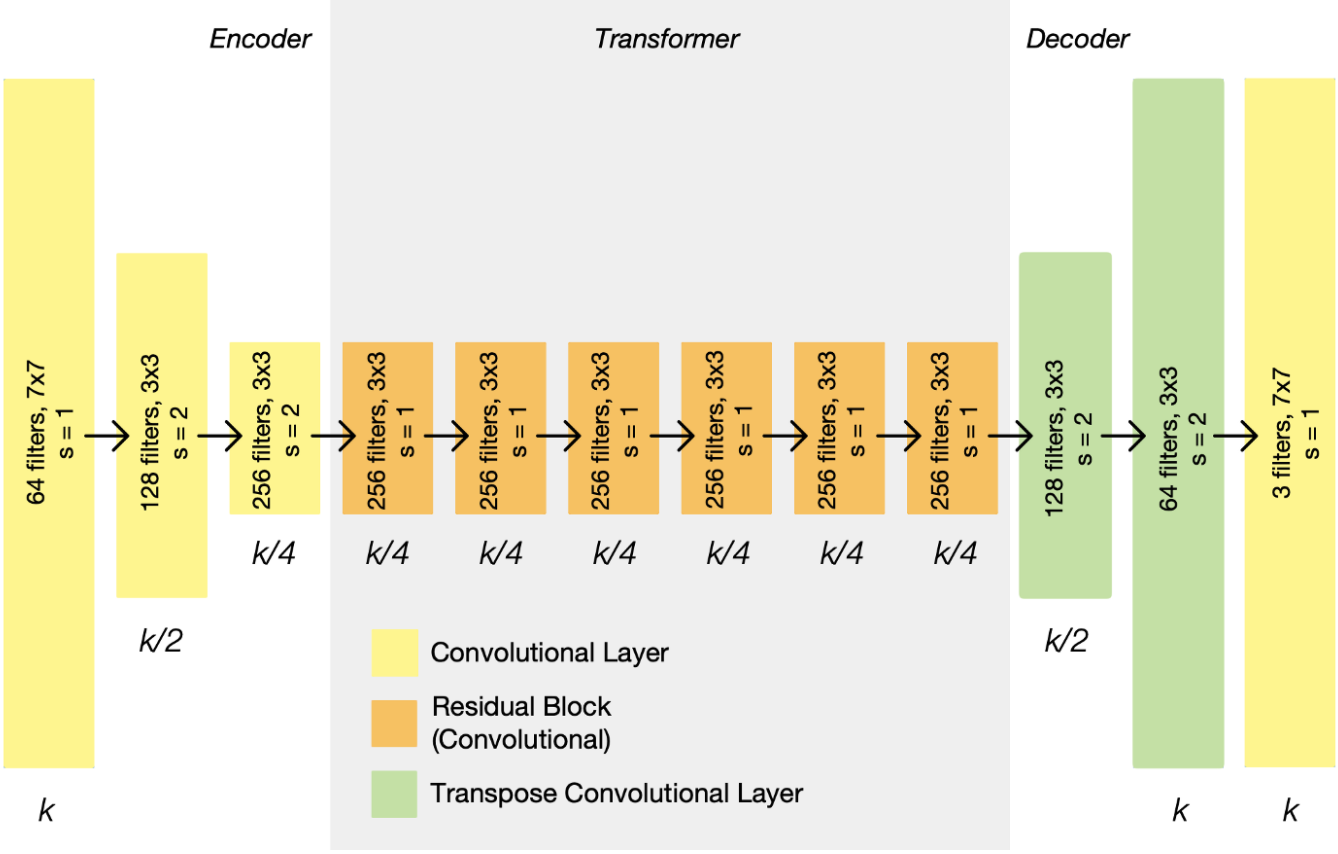 Encoder
Transformer
Decoder
64 filters, 7x7
s = 1
128 filters, 3x3
s = 2
256 filters, 3x3
s = 2
256 filters, 3x3
s = 1
256 filters, 3x3
s = 1
256 filters, 3x3
s = 1
256 filters, 3x3
s = 1
256 filters, 3x3
s = 1
256 filters, 3x3
s = 1
128 filters, 3x3
s = 2
64 filters, 3x3
s = 2
3 filters, 7x7
s = 1
k
k/2
k/4
k/4
k/4
k/4
k/4
k/4
k/4
k/2
k
k
Convolutional Layer
Residual Block
(Convolutional)
Transpose Convolutional Layer